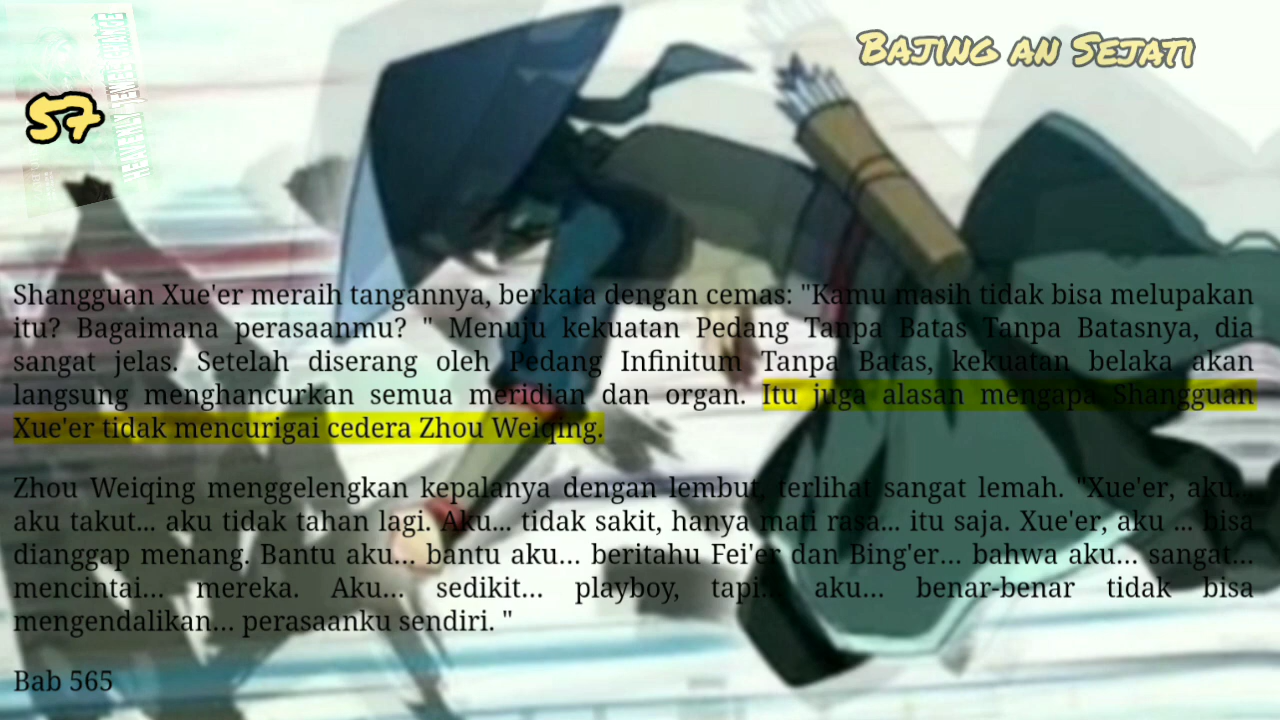 Bajing an Sejati
57
Shangguan Xue'er meraih tangannya, berkata dengan cemas: "Kamu masih tidak bisa melupakan
itu? Bagaimana perasaanmu? " Menuju kekuatan Pedang Tanpa Batas Tanpa Batasnya, dia
sangat jelas. Setelah diserang oleh Pedang Infinitum Tanpa Batas, kekuatan belaka akan
langsung menghancurkan semua meridian dan organ. Itu juga alasan mengapa Shangguan
Xue'er tidak mencurigai cedera Zhou Weiqing.
Zhou Weiqing menggelengkan kepalanya dengan lembut, terlihat sangat lemah. "Xue'er, aku...
aku takut... aku tidak tahan lagi. Aku... tidak sakit, hanya mati rasa... itu saja. Xue'er, aku ... bisa
dianggap menang. Bantu aku... bantu aku... beritahu Fei'er dan Bing'er... bahwa aku... sangat...
mencintai... mereka. Aku... sedikit... playboy, tapi... aku... benar-benar tidak bisa
mengendalikan... perasaanku sendiri. "
Bab 565